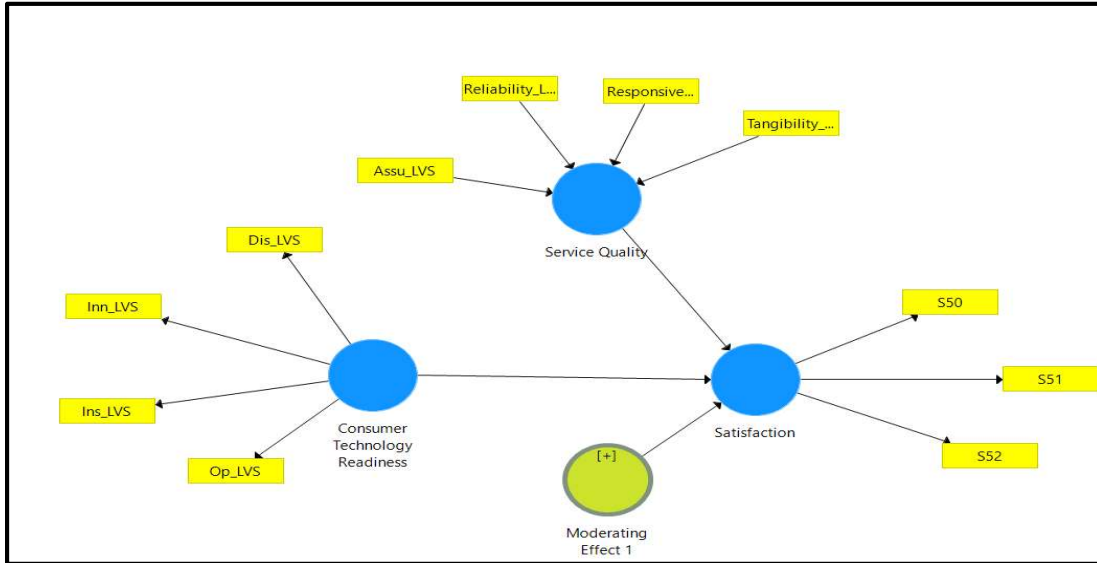 Reliability_L...
Responsive...
Tangibility_...
Assu_LVS
Service Quality
Dis_LVS
Inn_LVS
Ins_LVS
Op_LVS
Consumer
Technology
Readiness
S50
S51
S52
Satisfaction
[+]
Moderating
Effect 1